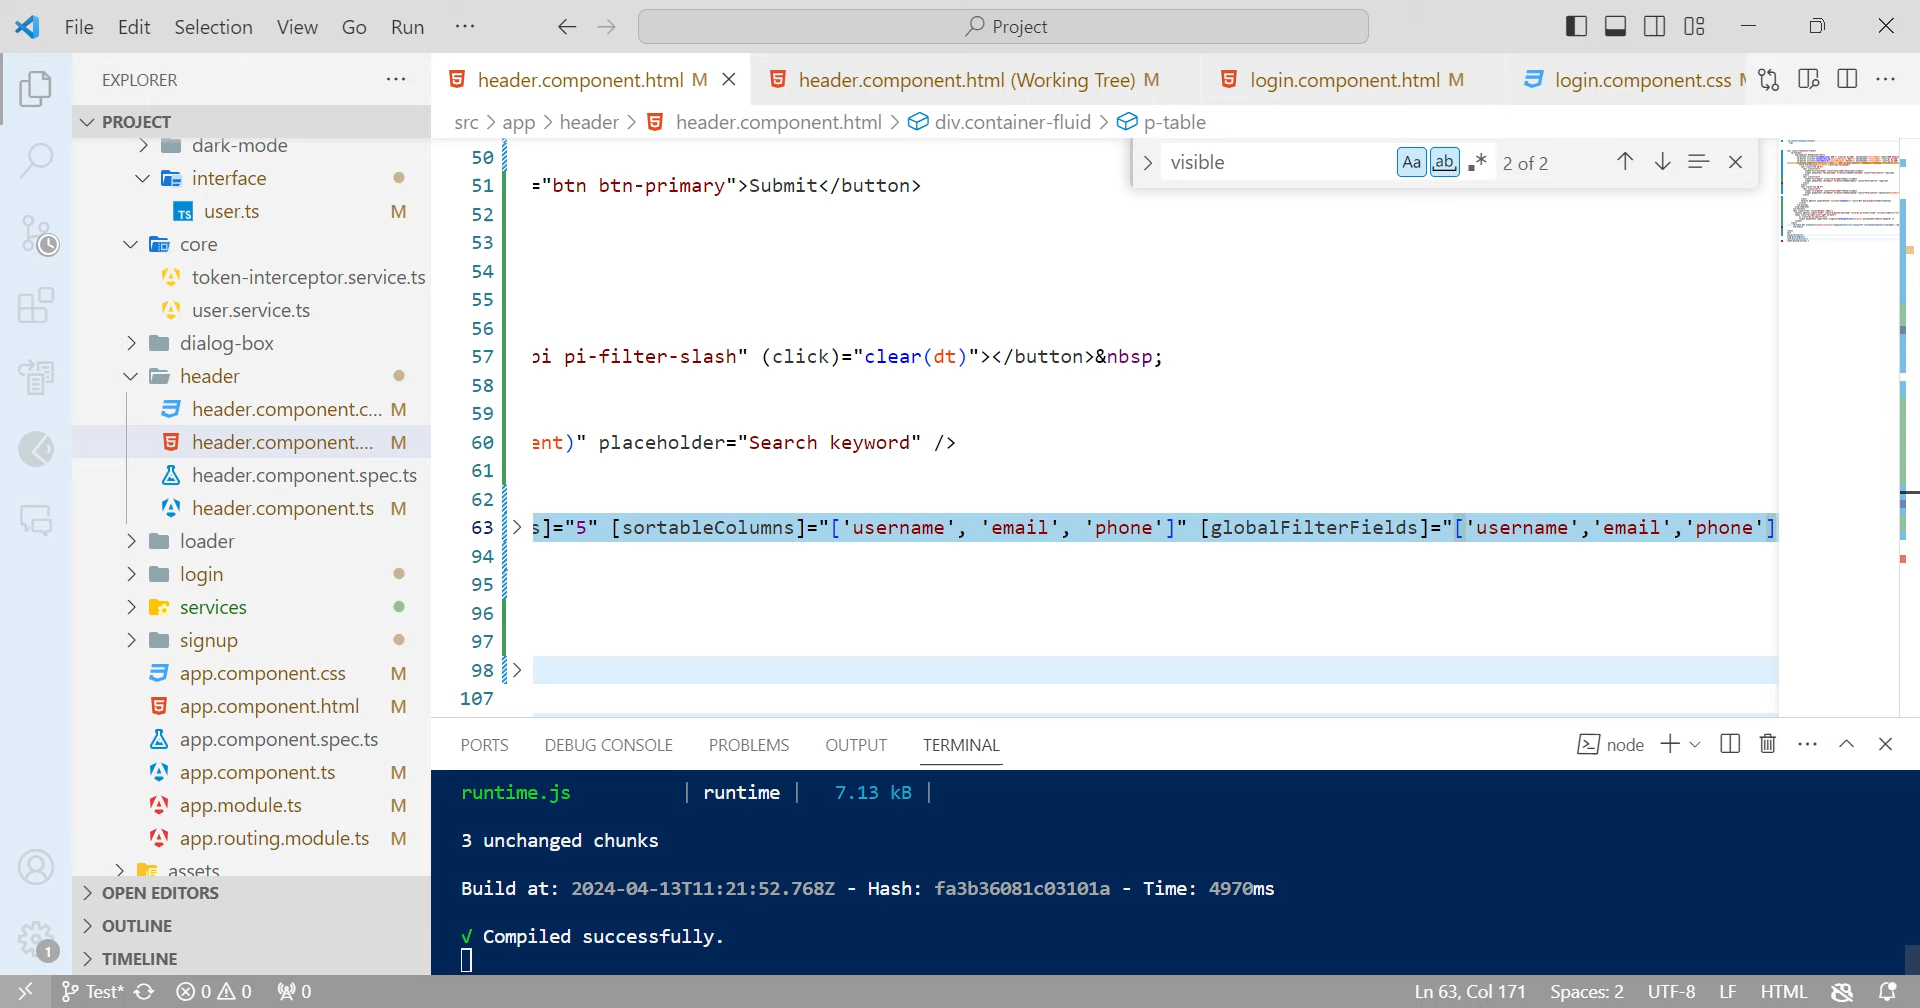 File Edit Selection View Go Run ··· Project
EXPLORER ···
PROJECT
dark-mode
interface
user.ts M
core
token-interceptor.service.ts
user.service.ts
dialog-box
header
header.component.c... M
header.component.... M
header.component.spec.ts
header.component.ts M
loader
login
services
signup
app.component.css M
app.component.html M
app.component.spec.ts
app.component.ts M
app.module.ts M
app.routing.module.ts M
assets
OPEN EDITORS
OUTLINE
TIMELINE
1
header.component.html M header.component.html (Working Tree) M login.component.html M login.component.css M
src > app > header > header.component.html > div.container-fluid > p-table
visible Aa ab .* 2 of 2
50
51 ="btn btn-primary">Submit</button>
52
53
54
55
56
57 pi pi-filter-slash" (click)="clear(dt)"></button>&nbsp;
58
59
60 ent)" placeholder="Search keyword" />
61
62
63 s]="5" [sortableColumns]="['username', 'email', 'phone']" [globalFilterFields]="['username','email','phone']
94
95
96
97
98
107
PORTS DEBUG CONSOLE PROBLEMS OUTPUT TERMINAL node
runtime.js | runtime | 7.13 kB |
3 unchanged chunks
Build at: 2024-04-13T11:21:52.768Z - Hash: fa3b36081c03101a - Time: 4970ms
√ Compiled successfully.
Test* 0 0 0 Ln 63, Col 171 Spaces: 2 UTF-8 LF HTML